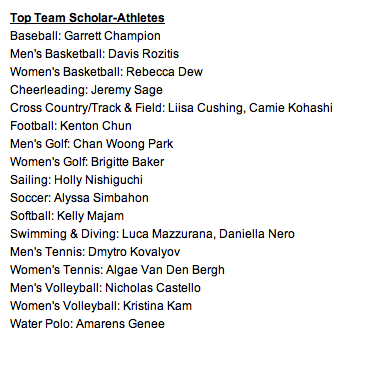 Top Team Scholar-Athletes
Baseball: Garrett Champion
Men's Basketball: Davis Rozitis
Women's Basketball: Rebecca Dew
Cheerleading: Jeremy Sage
Cross Country/Track & Field: Liisa Cushing, Camie Kohashi
Football: Kenton Chun
Men's Golf: Chan Woong Park
Women's Golf: Brigitte Baker
Sailing: Holly Nishiguchi
Soccer: Alyssa Simbahon
Softball: Kelly Majam
Swimming & Diving: Luca Mazzurana, Daniella Nero
Men's Tennis: Dmytro Kovalyov
Women's Tennis: Algae Van Den Bergh
Men's Volleyball: Nicholas Castello
Women's Volleyball: Kristina Kam
Water Polo: Amarens Genee